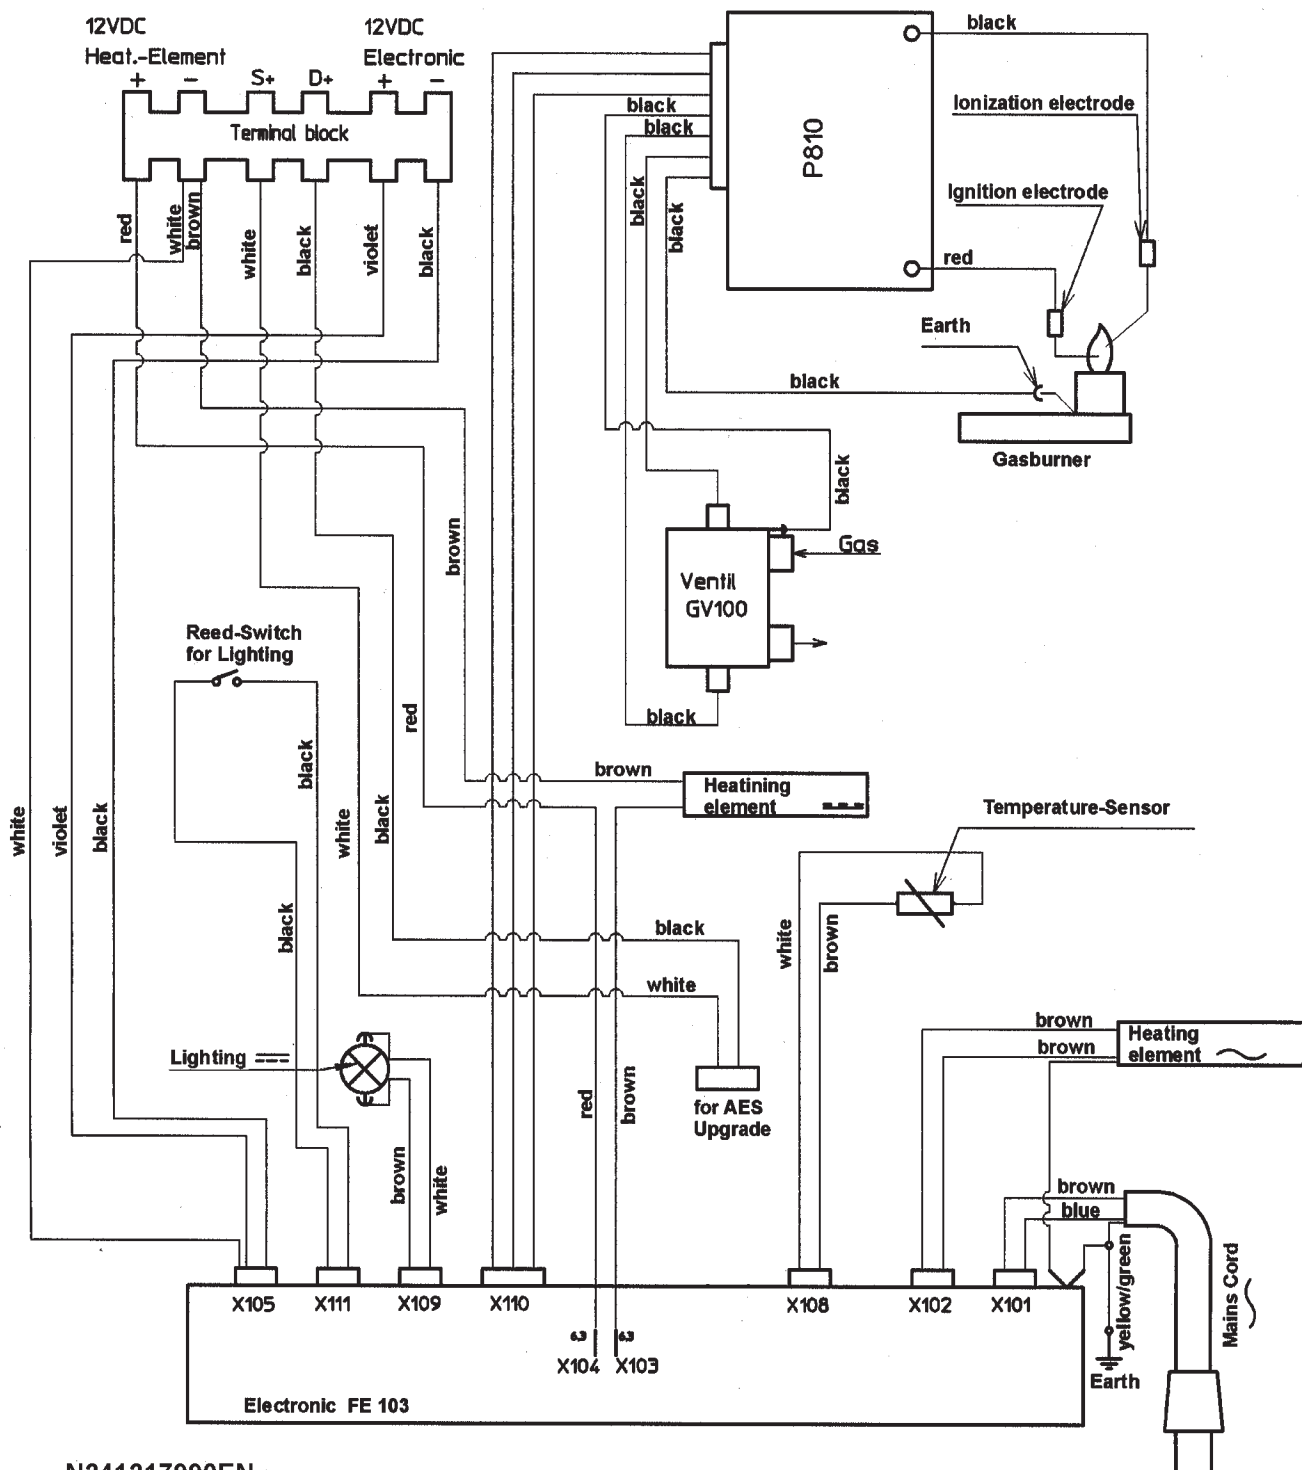 12VDC
Heat.-Element
12VDC
Electronic
+ − S+ D+ + −
Terminal block
red
white
brown
white
black
violet
black
black
black
black
black
P810
black
Ionization electrode
Ignition electrode
red
Earth
black
Gasburner
black
Gas
Ventil
GV100
black
brown
Reed-Switch
for Lighting
red
black
white
black
white
violet
black
black
brown
Heatining
element
Temperature-Sensor
black
white
white
brown
Lighting
for AES
Upgrade
brown
white
red
brown
brown
brown
Heating
element
brown
blue
yellow/green
Mains Cord
Earth
X105
X111
X109
X110
X108
X102
X101
6.3
6.3
X104
X103
Electronic FE 103